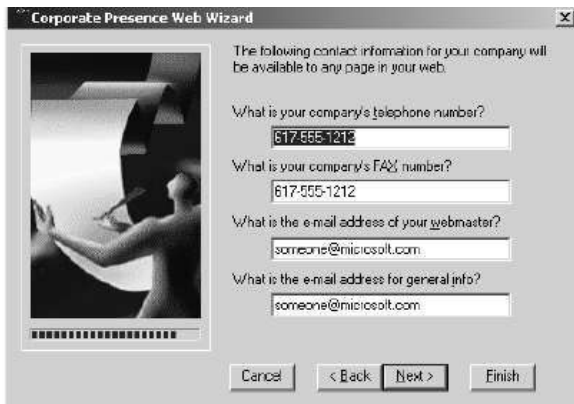 Corporate Presence Web Wizard
The following contact information for your company will
be available to any page in your web.
What is your company's telephone number?
617-555-1212
What is your company's FAX number?
617-555-1212
What is the e-mail address of your webmaster?
someone@microsoft.com
What is the e-mail address for general info?
someone@microsoft.com
Cancel < Back Next > Finish